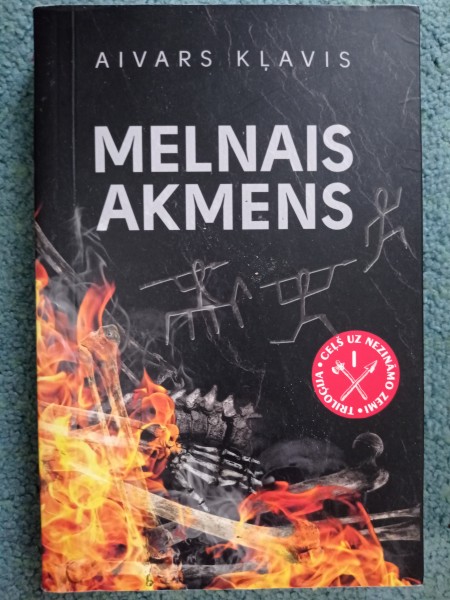 AIVARS KĻAVIS
MELNAIS
AKMENS
CEĻŠ UZ NEZINĀMO ZEMI • TRILOĢIJA •
I